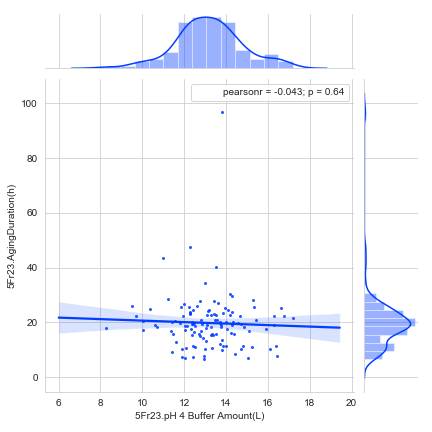 pearsonr = -0.043; p = 0.64
100
80
60
40
20
0
5Fr23.AgingDuration(h)
6 8 10 12 14 16 18 20
5Fr23.pH 4 Buffer Amount(L)